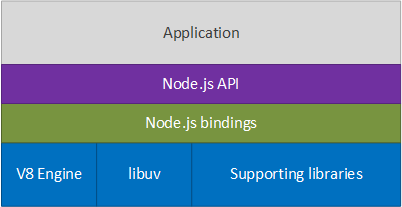 Application
Node.js API
Node.js bindings
V8 Engine
libuv
Supporting libraries